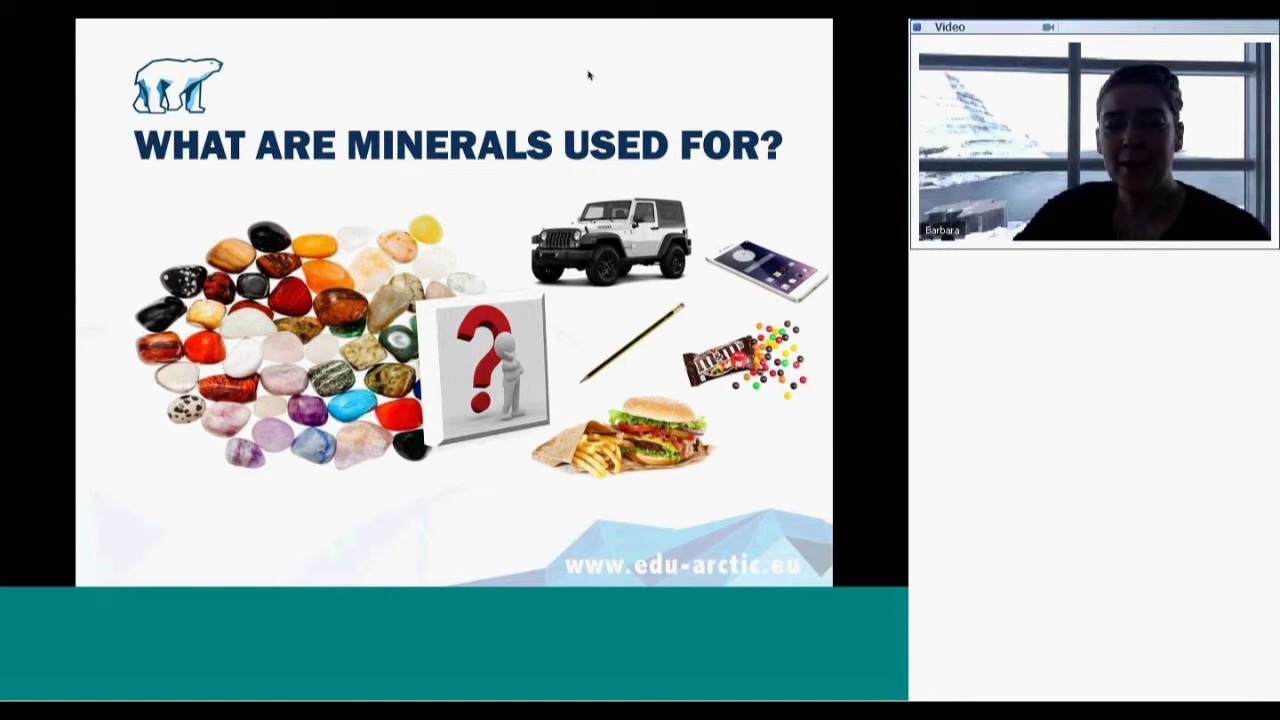 Video
WHAT ARE MINERALS USED FOR?
Barbara
m&m's
www.edu-arctic.eu